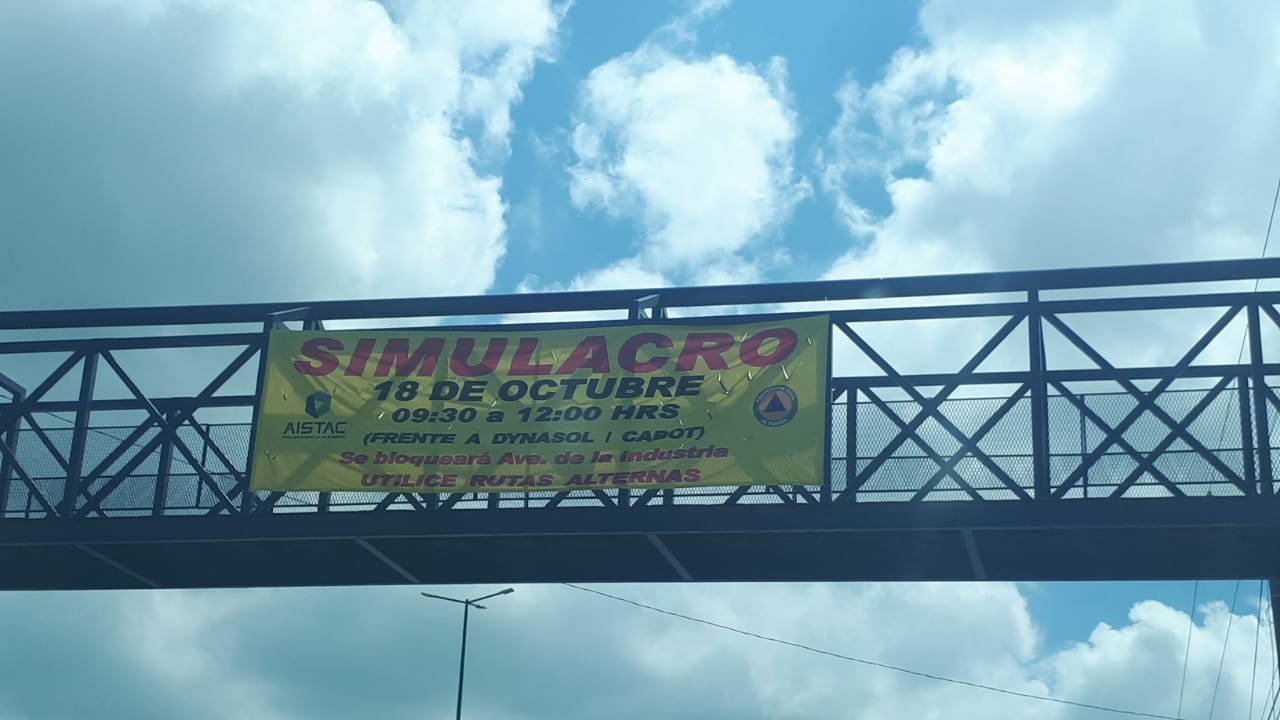 SIMULACRO
18 DE OCTUBRE
09:30 a 12:00 HRS
(FRENTE A DYNASOL / CABOT)
Se bloqueará Ave. de la Industria
UTILICE RUTAS ALTERNAS
AISTAC